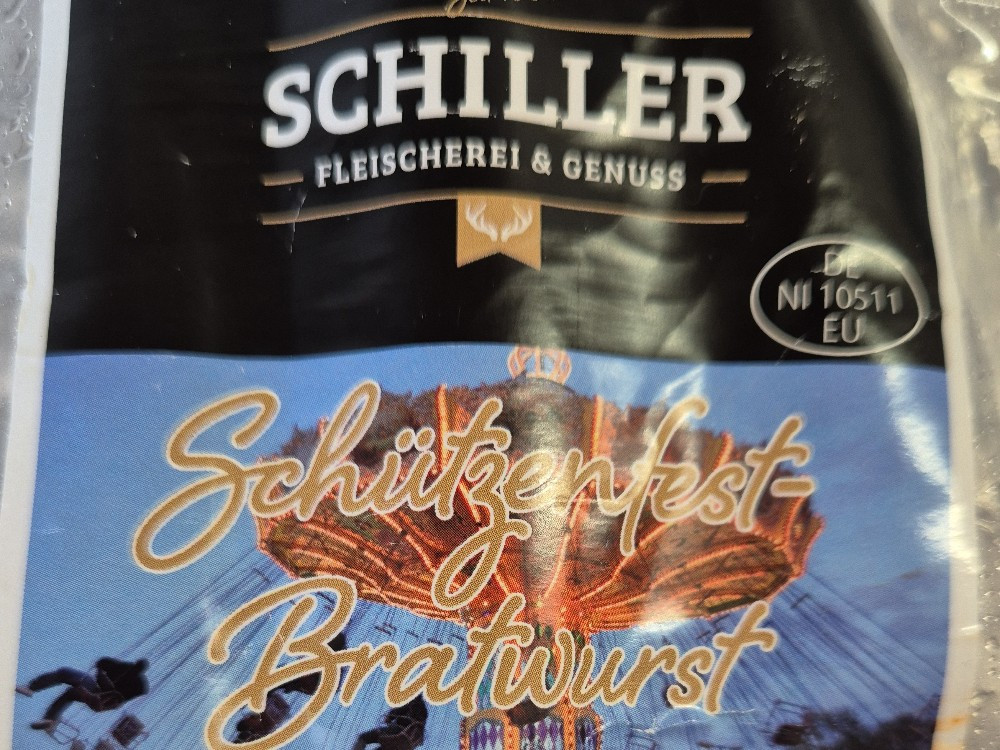 SCHILLER
FLEISCHEREI & GENUSS
DE
NI 10511
EU
Schützenfest-
Bratwurst